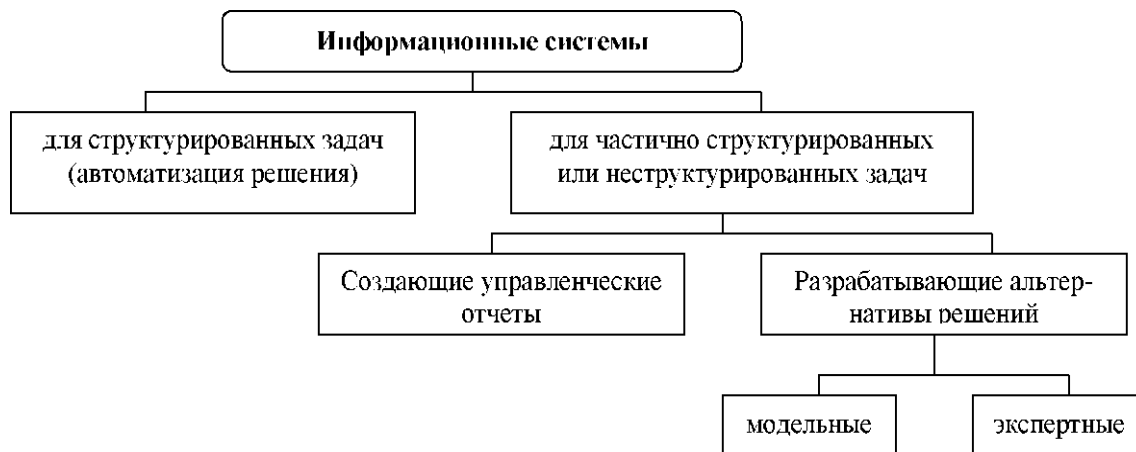 Информационные системы
для структурированных задач
(автоматизация решения)
для частично структурированных
или неструктурированных задач
Создающие управленческие
отчеты
Разрабатывающие альтер-
нативы решений
модельные
экспертные